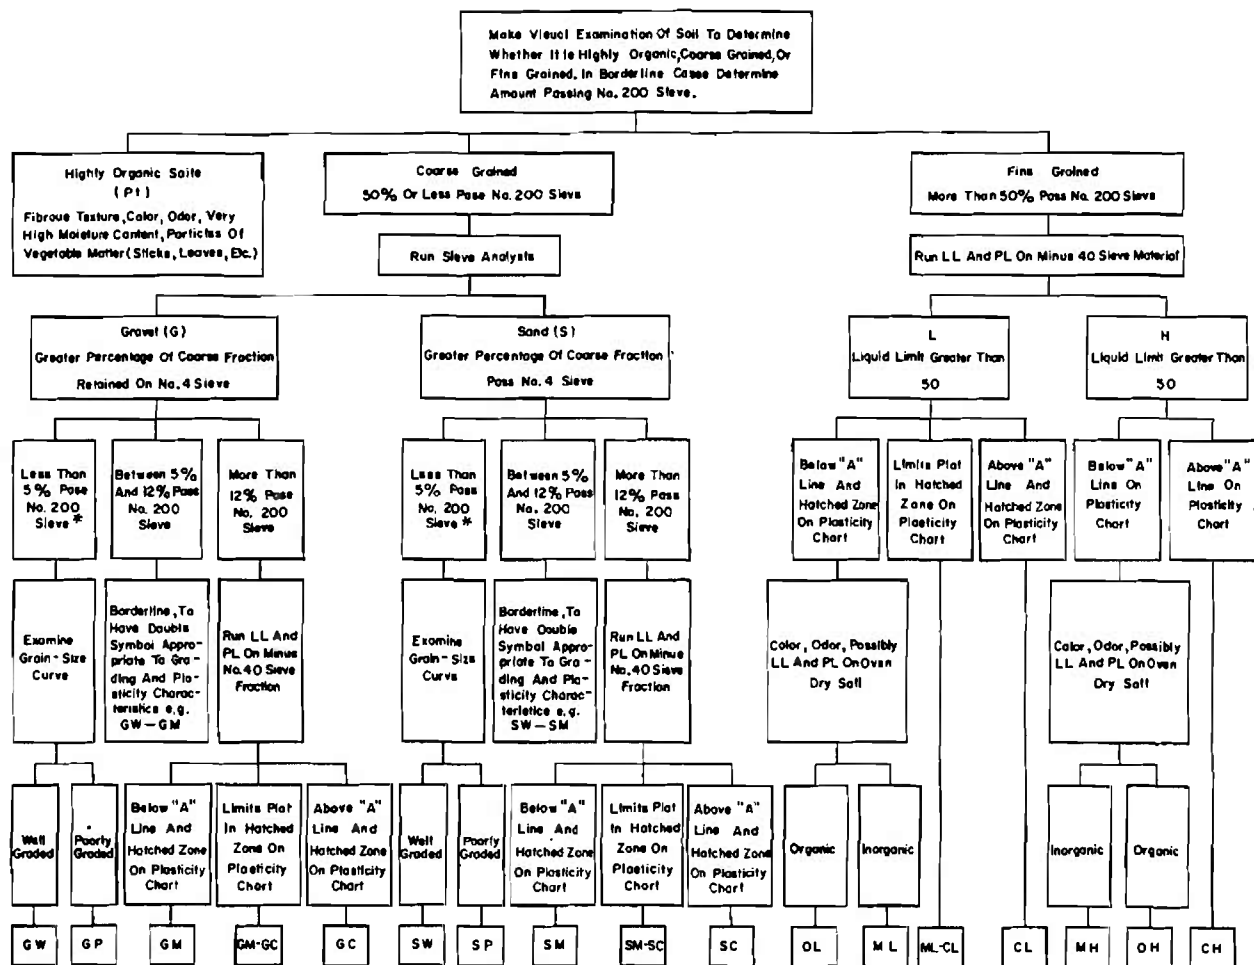 Make Visual Examination Of Soil To Determine
Whether It is Highly Organic, Coarse Grained, Or
Fine Grained. In Borderline Cases Determine
Amount Passing No. 200 Sieve.
Highly Organic Soils
(Pt)
Fibrous Texture, Color, Odor, Very
High Moisture Content, Particles Of
Vegetable Matter (Sticks, Leaves, Etc.)
Coarse Grained
50% Or Less Pass No. 200 Sieve
Run Sieve Analysis
Fine Grained
More Than 50% Pass No. 200 Sieve
Run LL And PL On Minus 40 Sieve Material
Gravel (G)
Greater Percentage Of Coarse Fraction
Retained On No. 4 Sieve
Sand (S)
Greater Percentage Of Coarse Fraction
Pass No. 4 Sieve
L
Liquid Limit Greater Than
50
H
Liquid Limit Greater Than
50
Less Than
5% Pass
No. 200
Sieve *
Between 5%
And 12% Pass
No. 200
Sieve
More Than
12% Pass
No. 200
Sieve
Less Than
5% Pass
No. 200
Sieve *
Between 5%
And 12% Pass
No. 200
Sieve
More Than
12% Pass
No. 200
Sieve
Below "A"
Line And
Hatched Zone
On Plasticity
Chart
Limits Plot
In Hatched
Zone On
Plasticity
Chart
Above "A"
Line And
Hatched Zone
On Plasticity
Chart
Below "A"
Line On
Plasticity
Chart
Above "A"
Line On
Plasticity
Chart
Examine
Grain-Size
Curve
Borderline, To
Have Double
Symbol Appro-
priate To Gra-
ding And Pla-
sticity Charac-
teristics e.g.
GW-GM
Run LL And
PL On Minus
No. 40 Sieve
Fraction
Examine
Grain-Size
Curve
Borderline, To
Have Double
Symbol Appro-
priate To Gra-
ding And Pla-
sticity Charac-
teristics e.g.
SW-SM
Run LL And
PL On Minus
No. 40 Sieve
Fraction
Color, Odor, Possibly
LL And PL On Oven
Dry Soil
Color, Odor, Possibly
LL And PL On Oven
Dry Soil
Well
Graded
Poorly
Graded
Below "A"
Line And
Hatched Zone
On Plasticity
Chart
Limits Plot
In Hatched
Zone On
Plasticity
Chart
Above "A"
Line And
Hatched Zone
On Plasticity
Chart
Well
Graded
Poorly
Graded
Below "A"
Line And
Hatched Zone
On Plasticity
Chart
Limits Plot
In Hatched
Zone On
Plasticity
Chart
Above "A"
Line And
Hatched Zone
On Plasticity
Chart
Organic
Inorganic
Inorganic
Organic
GW
GP
GM
GM-GC
GC
SW
SP
SM
SM-SC
SC
OL
ML
ML-CL
CL
MH
OH
CH